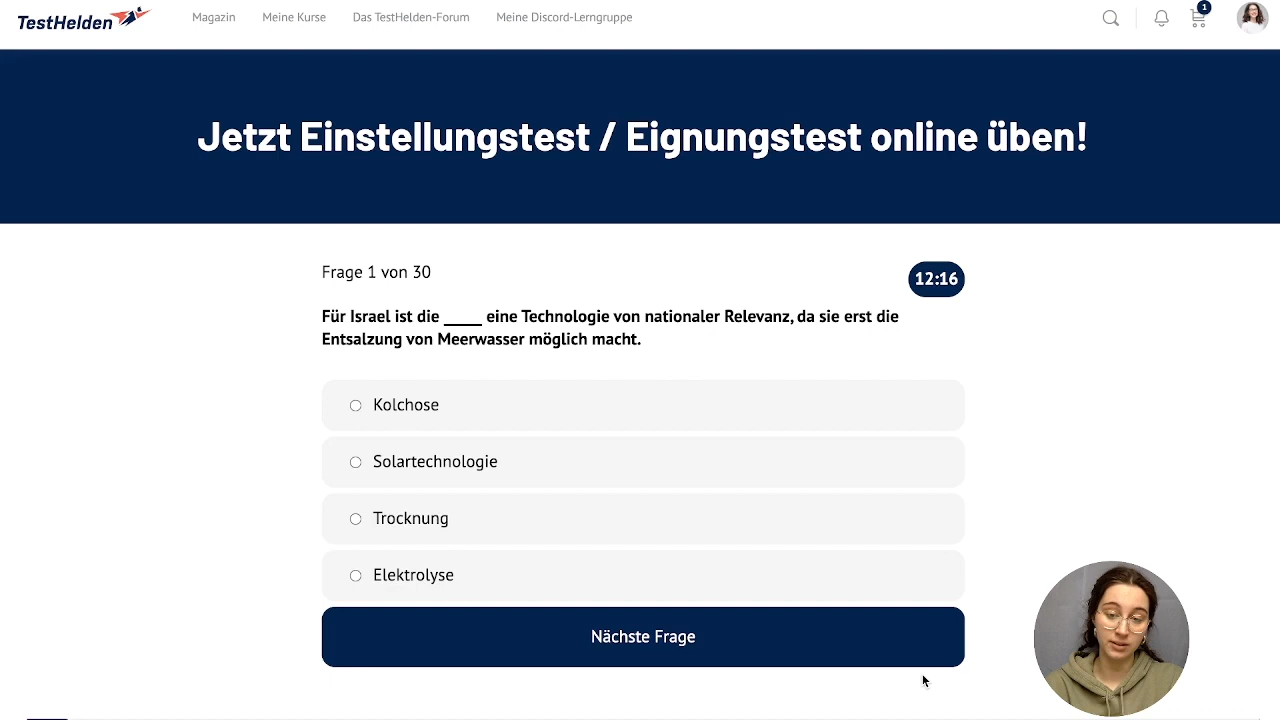 TestHelden
Magazin
Meine Kurse
Das TestHelden-Forum
Meine Discord-Lerngruppe
1
Jetzt Einstellungstest / Eignungstest online üben!
Frage 1 von 30
12:16
Für Israel ist die _____ eine Technologie von nationaler Relevanz, da sie erst die
Entsalzung von Meerwasser möglich macht.
Kolchose
Solartechnologie
Trocknung
Elektrolyse
Nächste Frage